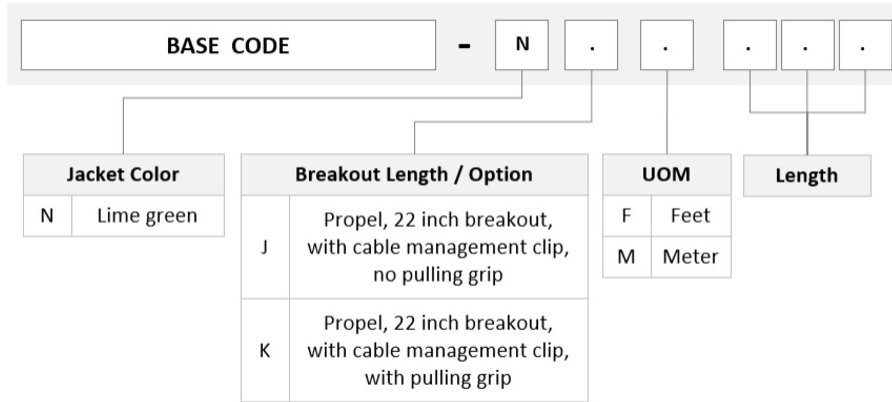 BASE CODE - N . . . . .
Jacket Color
N Lime green
Breakout Length / Option
J Propel, 22 inch breakout,
with cable management clip,
no pulling grip
K Propel, 22 inch breakout,
with cable management clip,
with pulling grip
UOM
F Feet
M Meter
Length